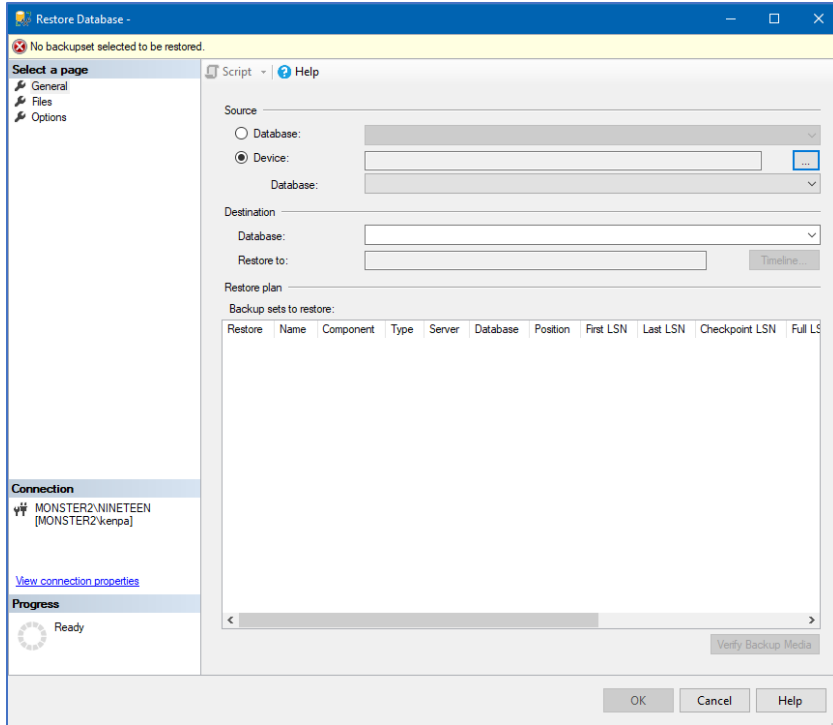 Restore Database -
No backupset selected to be restored.
Select a page
General
Files
Options
Script
Help
Source
Database:
Device:
...
Database:
Destination
Database:
Restore to:
Timeline...
Restore plan
Backup sets to restore:
Restore Name Component Type Server Database Position First LSN Last LSN Checkpoint LSN Full LS
Connection
MONSTER2\NINETEEN
[MONSTER2\kenpa]
View connection properties
Progress
Ready
Verify Backup Media
OK Cancel Help